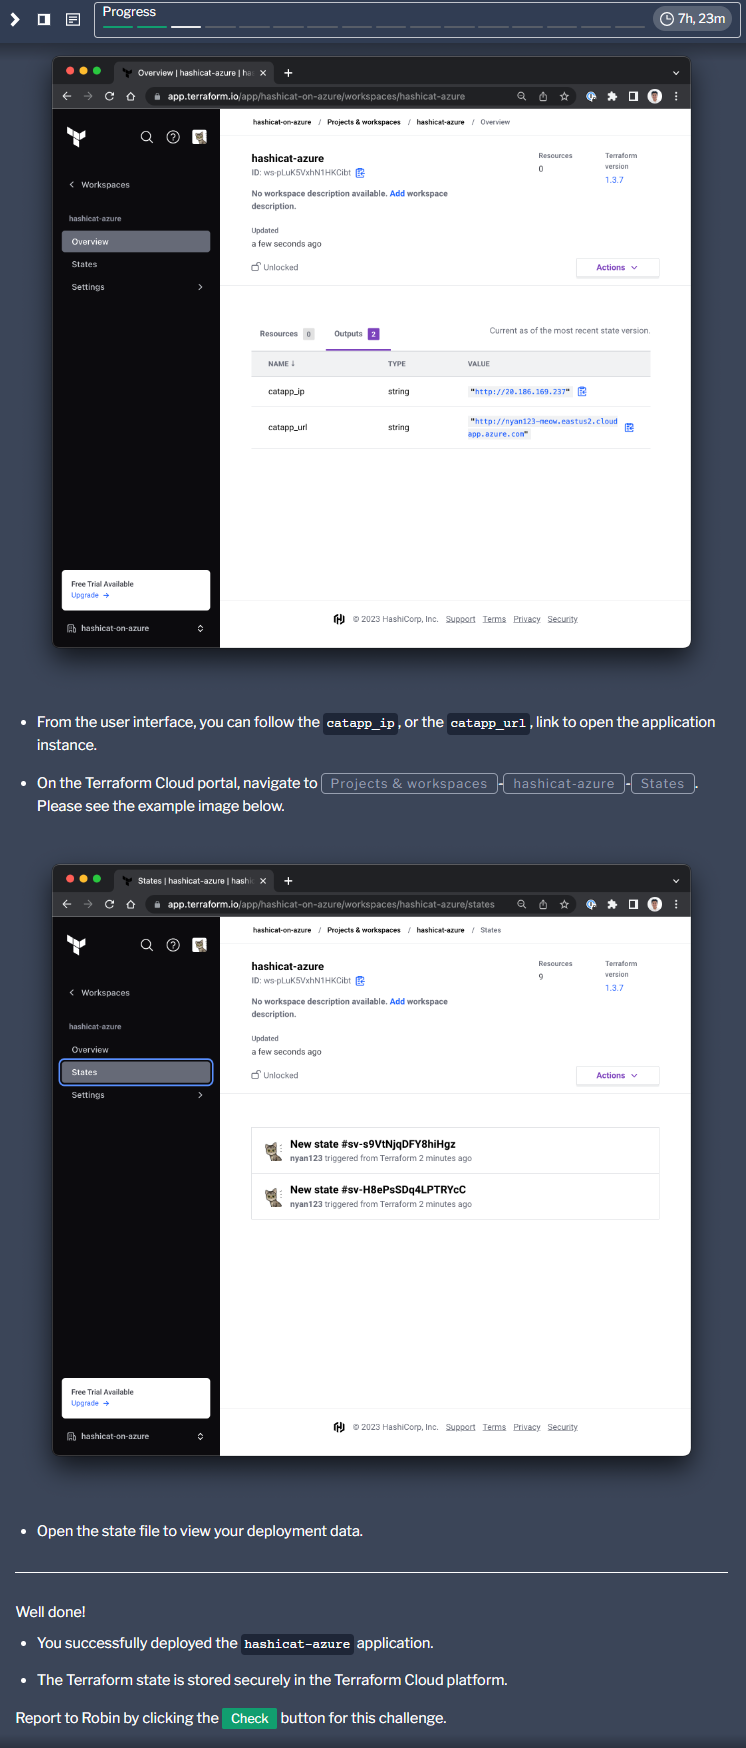 Progress
7h, 23m
Overview | hashicat-azure | has
app.terraform.io/app/hashicat-on-azure/workspaces/hashicat-azure
hashicat-on-azure / Projects & workspaces / hashicat-azure / Overview
Workspaces
hashicat-azure
Overview
States
Settings
Free Trial Available
Upgrade →
hashicat-on-azure
hashicat-azure
ID: ws-pLuK5VxhN1HKCibt
No workspace description available. Add workspace
description.
Updated
a few seconds ago
Unlocked
Resources
0
Terraform
version
1.3.7
Actions
Resources 0 Outputs 2
Current as of the most recent state version.
NAME ↓ TYPE VALUE
catapp_ip string "http://20.186.169.237"
catapp_url string "http://nyan123-meow.eastus2.cloud
app.azure.com"
© 2023 HashiCorp, Inc. Support Terms Privacy Security
• From the user interface, you can follow the catapp_ip, or the catapp_url, link to open the application
instance.
• On the Terraform Cloud portal, navigate to Projects & workspaces - hashicat-azure - States.
Please see the example image below.
States | hashicat-azure | hashi
app.terraform.io/app/hashicat-on-azure/workspaces/hashicat-azure/states
hashicat-on-azure / Projects & workspaces / hashicat-azure / States
Workspaces
hashicat-azure
Overview
States
Settings
Free Trial Available
Upgrade →
hashicat-on-azure
hashicat-azure
ID: ws-pLuK5VxhN1HKCibt
No workspace description available. Add workspace
description.
Updated
a few seconds ago
Unlocked
Resources
9
Terraform
version
1.3.7
Actions
New state #sv-s9VtNjqDFY8hiHgz
nyan123 triggered from Terraform 2 minutes ago
New state #sv-H8ePsSDq4LPTRYcC
nyan123 triggered from Terraform 2 minutes ago
© 2023 HashiCorp, Inc. Support Terms Privacy Security
• Open the state file to view your deployment data.
Well done!
• You successfully deployed the hashicat-azure application.
• The Terraform state is stored securely in the Terraform Cloud platform.
Report to Robin by clicking the Check button for this challenge.